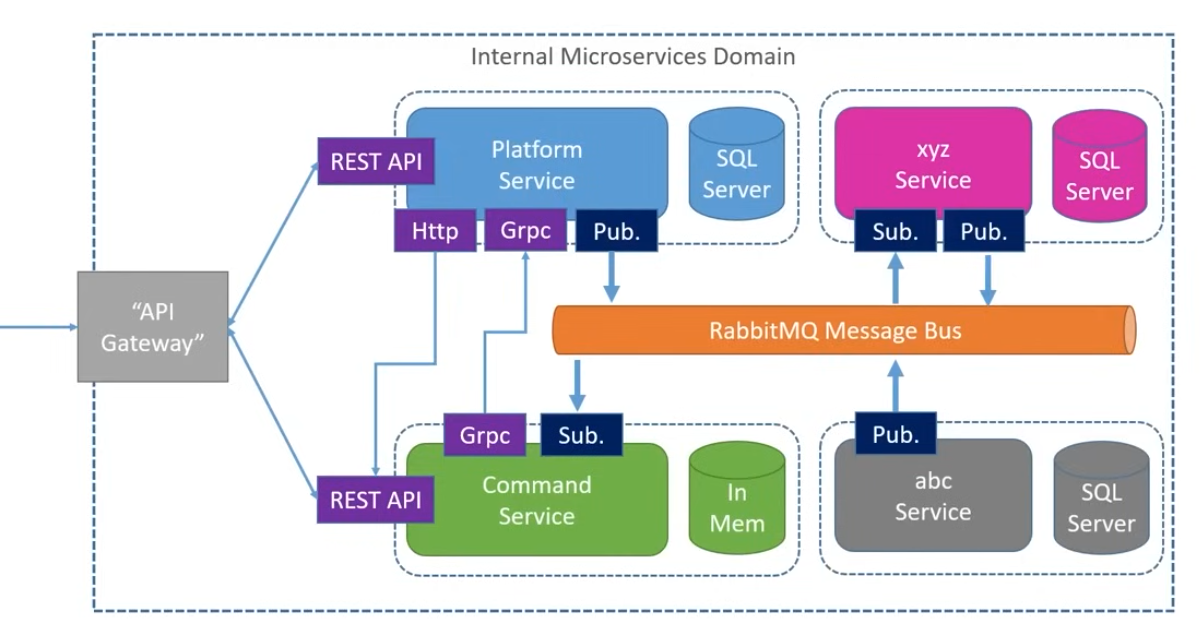 Internal Microservices Domain
REST API
Platform
Service
SQL
Server
Http
Grpc
Pub.
xyz
Service
SQL
Server
Sub.
Pub.
“API
Gateway”
RabbitMQ Message Bus
Grpc
Sub.
REST API
Command
Service
In
Mem
Pub.
abc
Service
SQL
Server